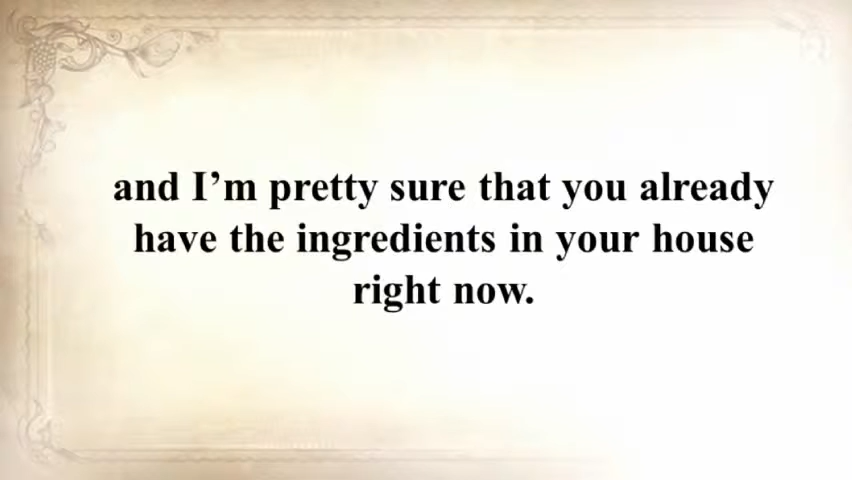 and I’m pretty sure that you already
have the ingredients in your house
right now.